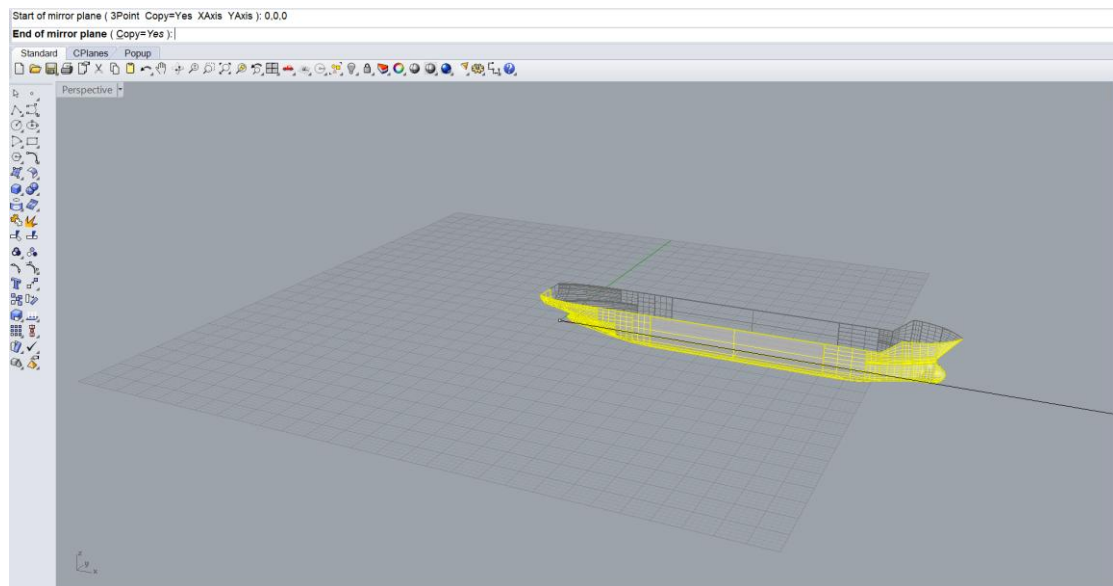 Start of mirror plane ( 3Point Copy=Yes XAxis YAxis ): 0,0,0
End of mirror plane ( Copy=Yes ):
Standard CPlanes Popup
Perspective
z
y
x